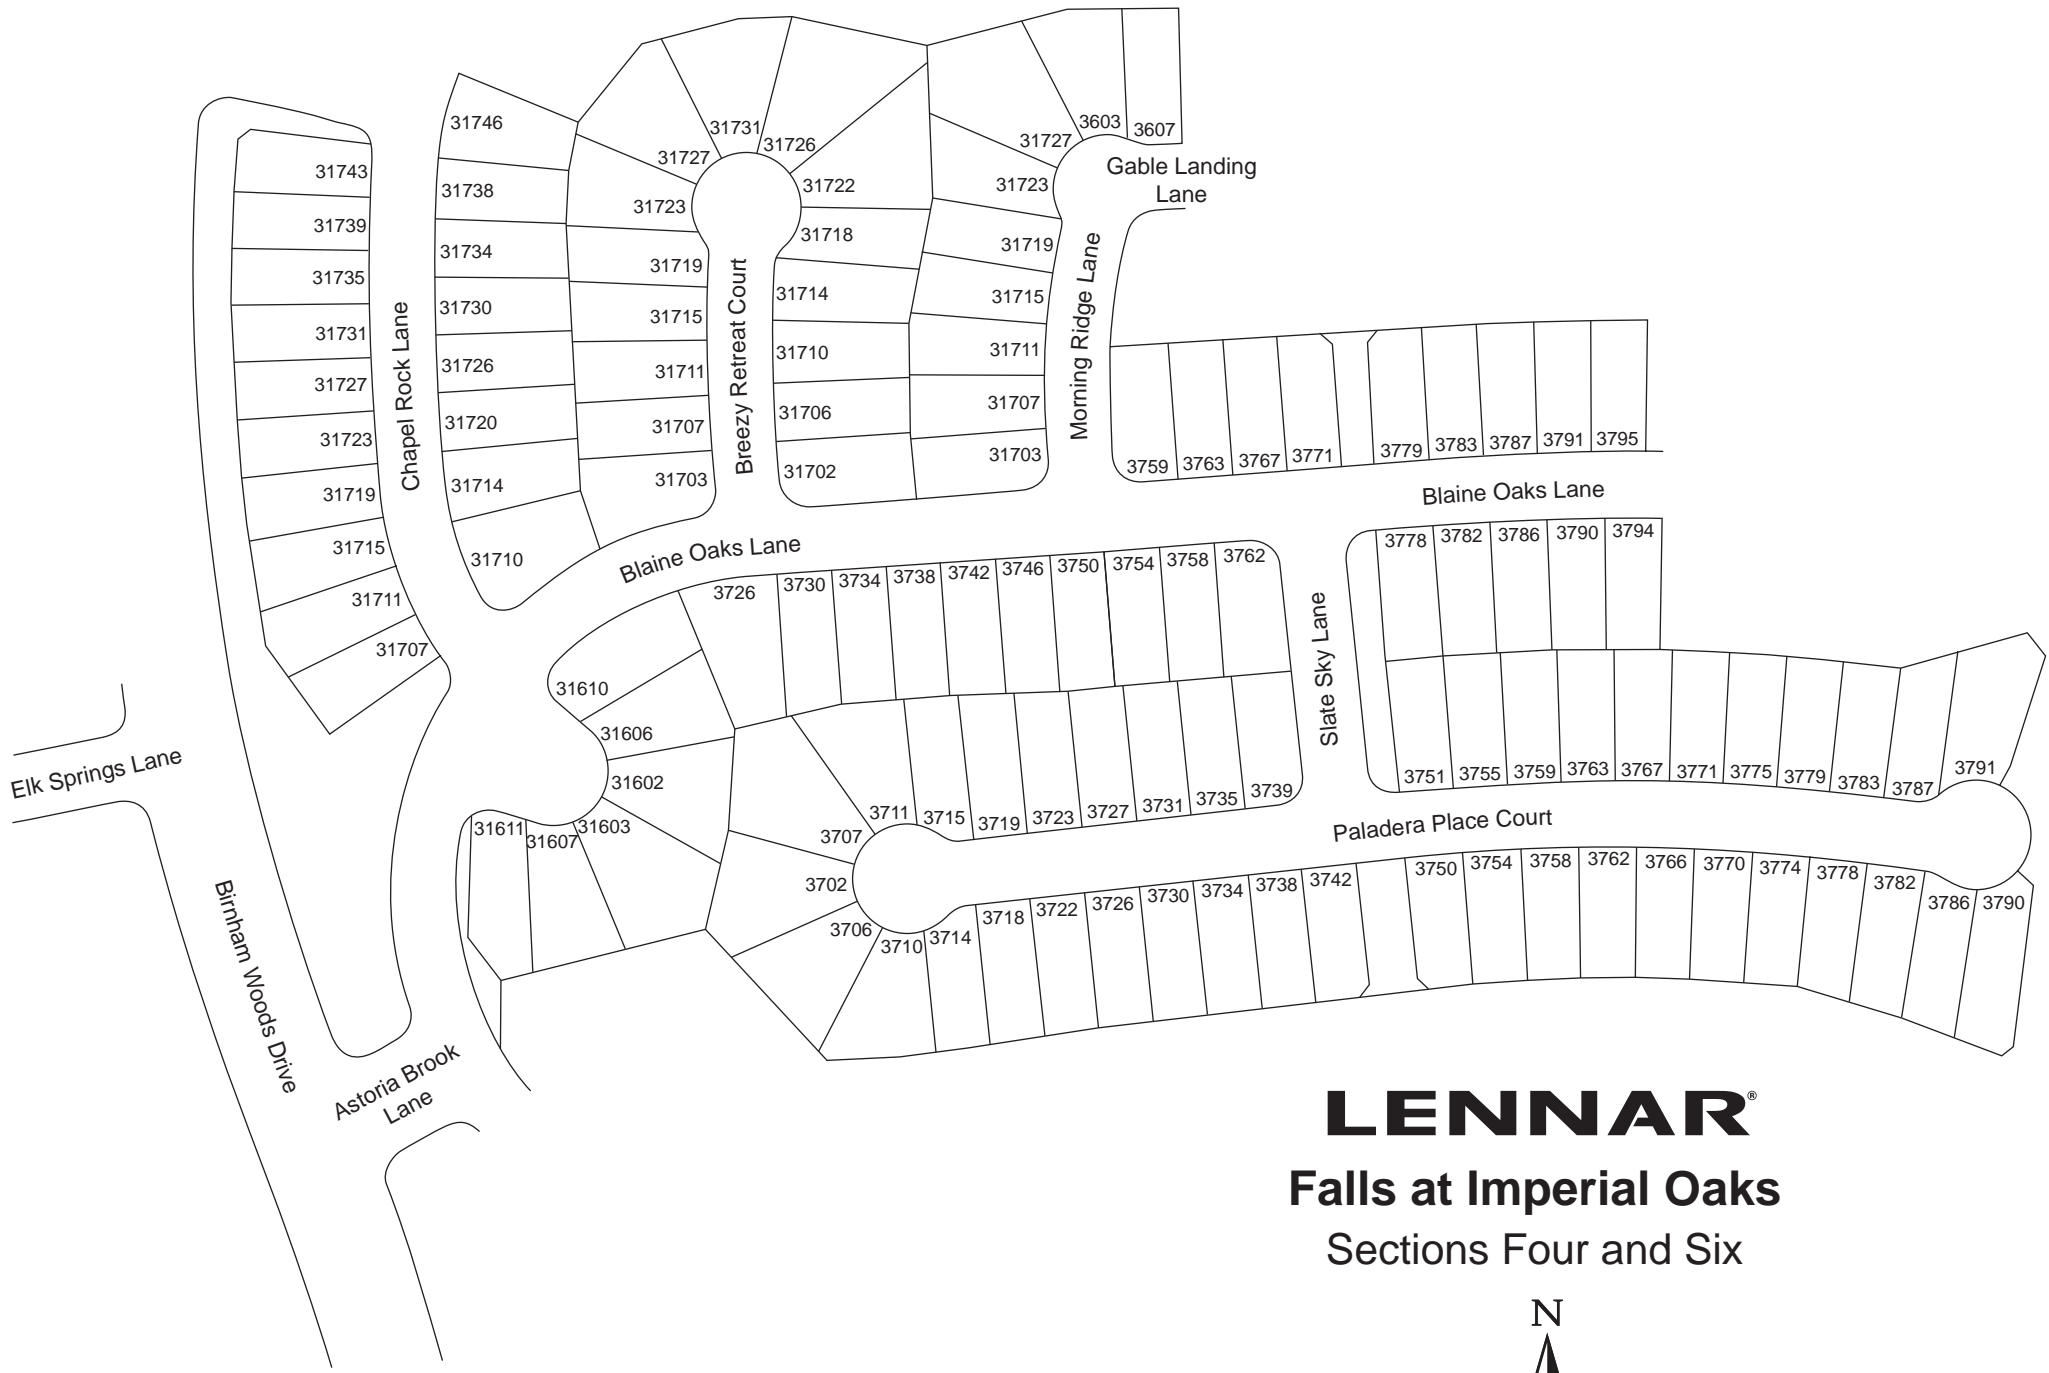 31743
31739
31735
31731
31727
31723
31719
31715
31711
31707
Chapel Rock Lane
31746
31738
31734
31730
31726
31720
31714
31710
31731
31726
31727
31723
31719
31715
31711
31707
31703
Breezy Retreat Court
31722
31718
31714
31710
31706
31702
3603
3607
31727
31723
31719
31715
31711
31707
31703
Gable Landing
Lane
Morning Ridge Lane
3759 3763 3767 3771 3779 3783 3787 3791 3795
Blaine Oaks Lane
3778 3782 3786 3790 3794
Blaine Oaks Lane
3726 3730 3734 3738 3742 3746 3750 3754 3758 3762
Slate Sky Lane
31610
31606
31602
31603
31607
31611
3707 3711 3715 3719 3723 3727 3731 3735 3739
3751 3755 3759 3763 3767 3771 3775 3779 3783 3787 3791
Paladera Place Court
3702
3706 3710 3714 3718 3722 3726 3730 3734 3738 3742 3750 3754 3758 3762 3766 3770 3774 3778 3782 3786 3790
Elk Springs Lane
Birnham Woods Drive
Astoria Brook
Lane
LENNAR®
Falls at Imperial Oaks
Sections Four and Six
N